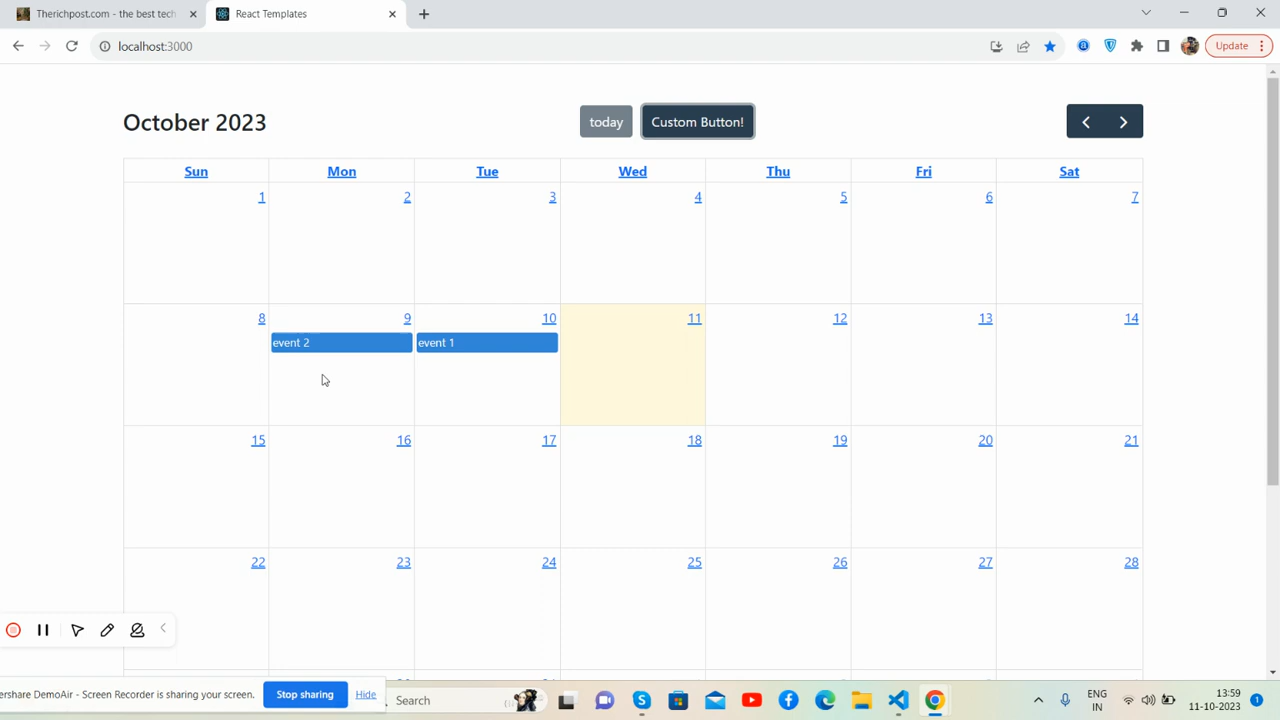 Therichpost.com - the best tech
React Templates
localhost:3000
Update
October 2023
today
Custom Button!
Sun Mon Tue Wed Thu Fri Sat
1 2 3 4 5 6 7
8 9 10 11 12 13 14
event 2 event 1
15 16 17 18 19 20 21
22 23 24 25 26 27 28
ershare DemoAir - Screen Recorder is sharing your screen.
Stop sharing
Hide
Search
ENG
IN
13:59
11-10-2023
1